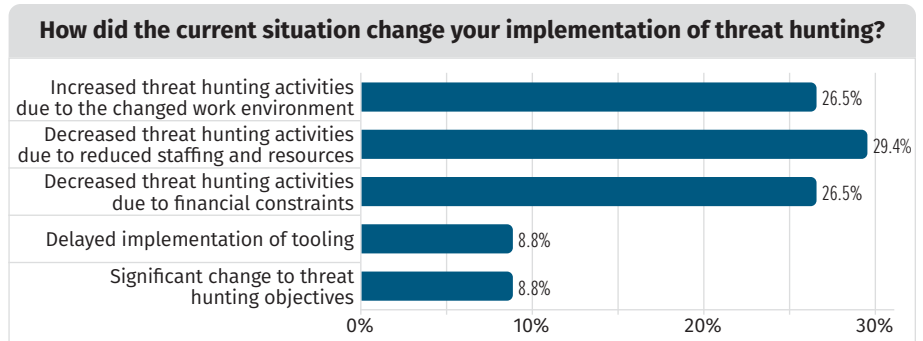 How did the current situation change your implementation of threat hunting?
Increased threat hunting activities
due to the changed work environment
26.5%
Decreased threat hunting activities
due to reduced staffing and resources
29.4%
Decreased threat hunting activities
due to financial constraints
26.5%
Delayed implementation of tooling
8.8%
Significant change to threat
hunting objectives
8.8%
0%
10%
20%
30%